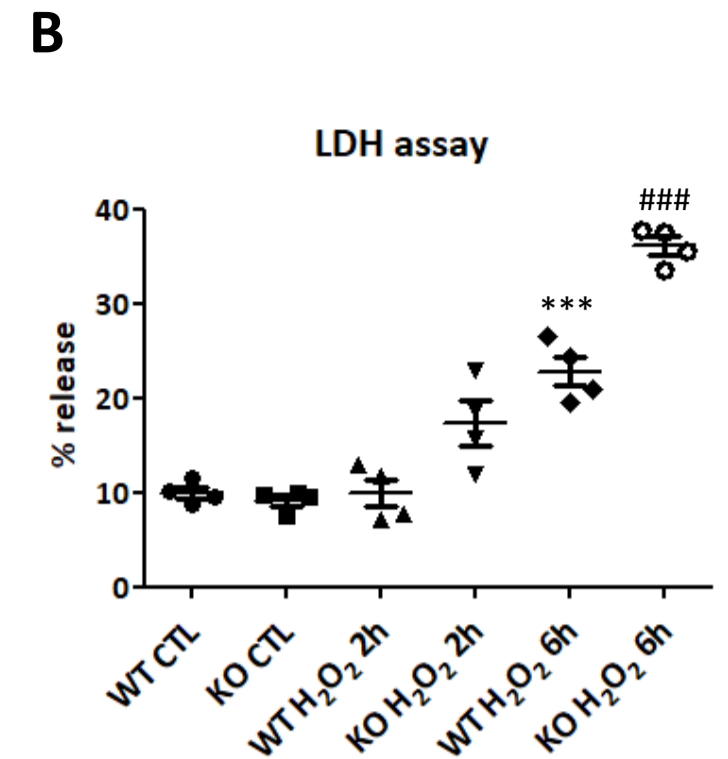 B
LDH assay
###
***
% release
40
30
20
10
0
WT CTL
KO CTL
WT H₂O₂ 2h
KO H₂O₂ 2h
WT H₂O₂ 6h
KO H₂O₂ 6h